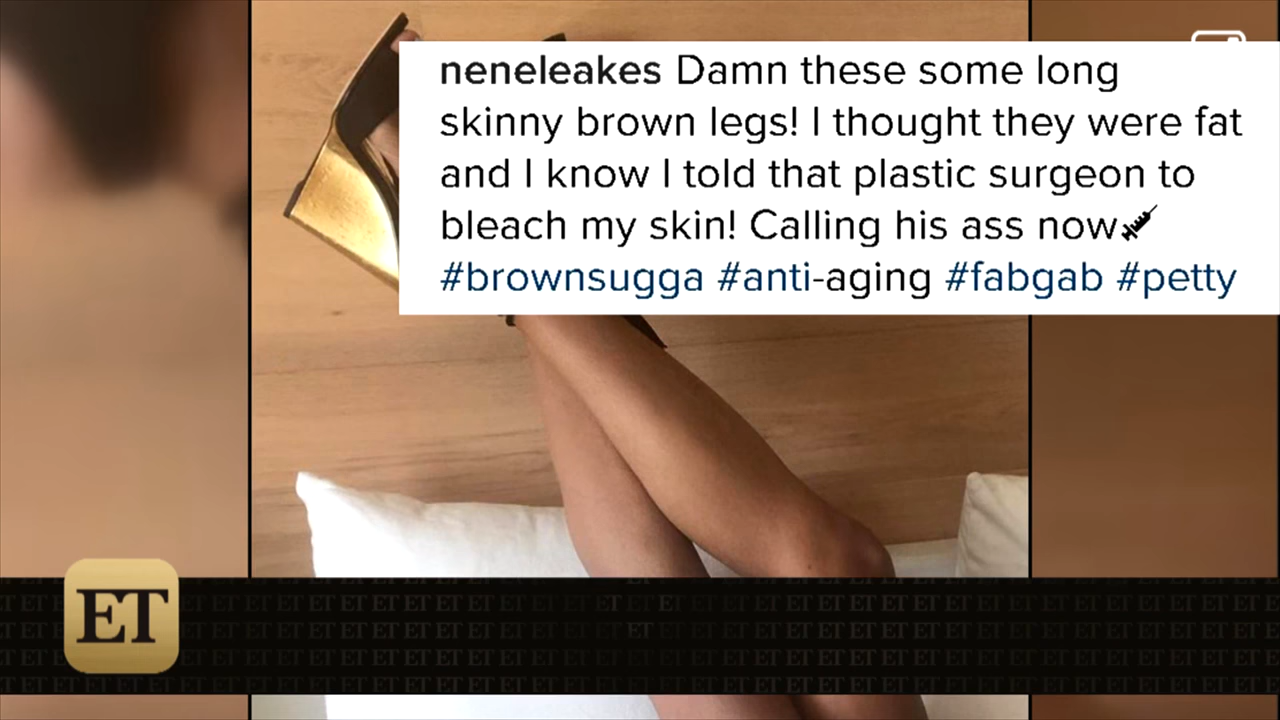 neneleakes Damn these some long
skinny brown legs! I thought they were fat
and I know I told that plastic surgeon to
bleach my skin! Calling his ass now💉
#brownsugga #anti-aging #fabgab #petty
ET